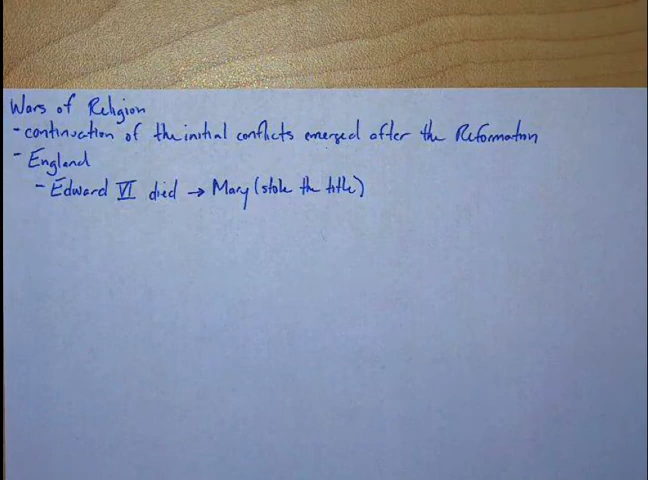 Wars of Religion
- continuation of the initial conflicts emerged after the Reformation
- England
- Edward VI died → Mary (stole the title)